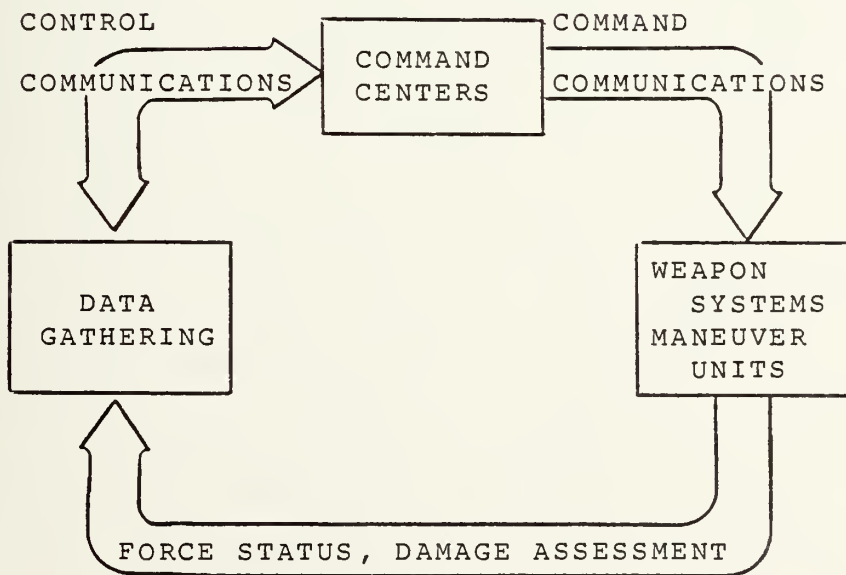 CONTROL
COMMUNICATIONS
COMMAND
CENTERS
COMMAND
COMMUNICATIONS
DATA
GATHERING
WEAPON
SYSTEMS
MANEUVER
UNITS
FORCE STATUS, DAMAGE ASSESSMENT